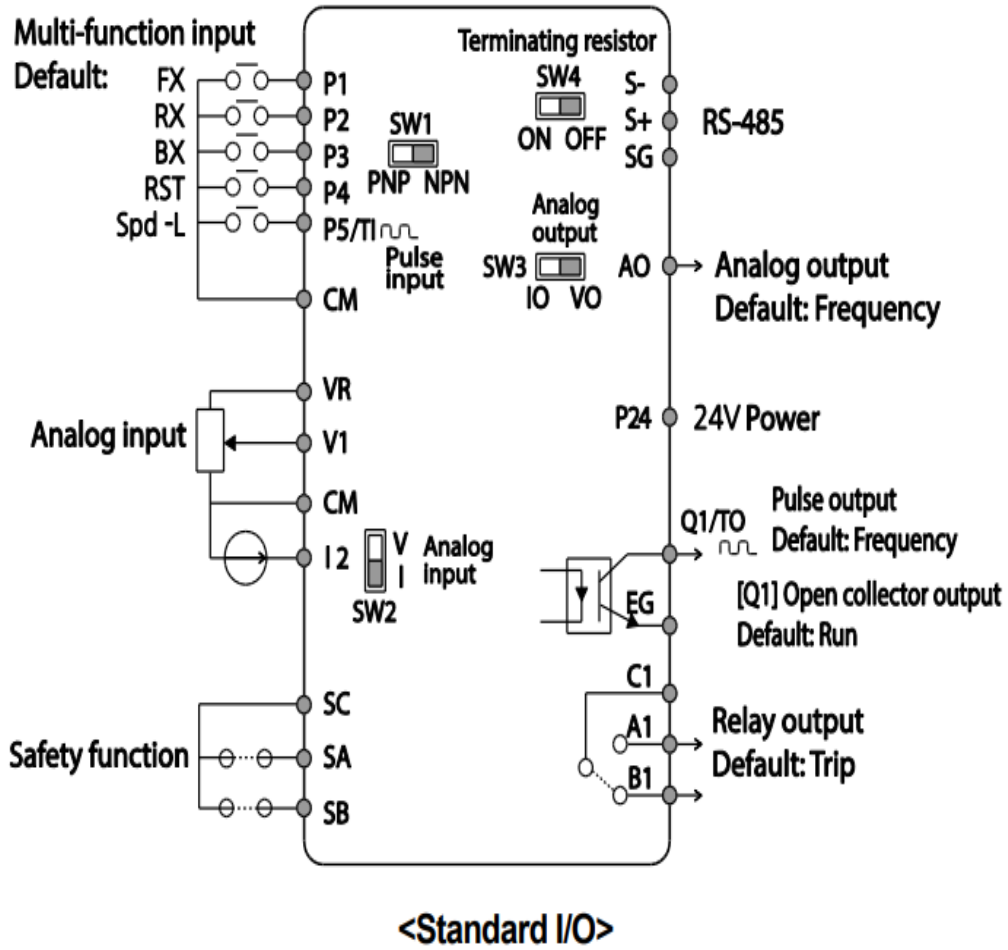 Multi-function input
Default:
FX
RX
BX
RST
Spd -L
P1
P2
P3
P4
P5/TI
Pulse
input
CM
SW1
PNP NPN
Terminating resistor
SW4
ON OFF
S-
S+
SG
RS-485
Analog
output
SW3
IO VO
AO
Analog output
Default: Frequency
Analog input
VR
V1
CM
I 2
V
I
Analog
input
SW2
P24
24V Power
Q1/TO
Pulse output
Default: Frequency
EG
[Q1] Open collector output
Default: Run
Safety function
SC
SA
SB
C1
A1
B1
Relay output
Default: Trip
<Standard I/O>